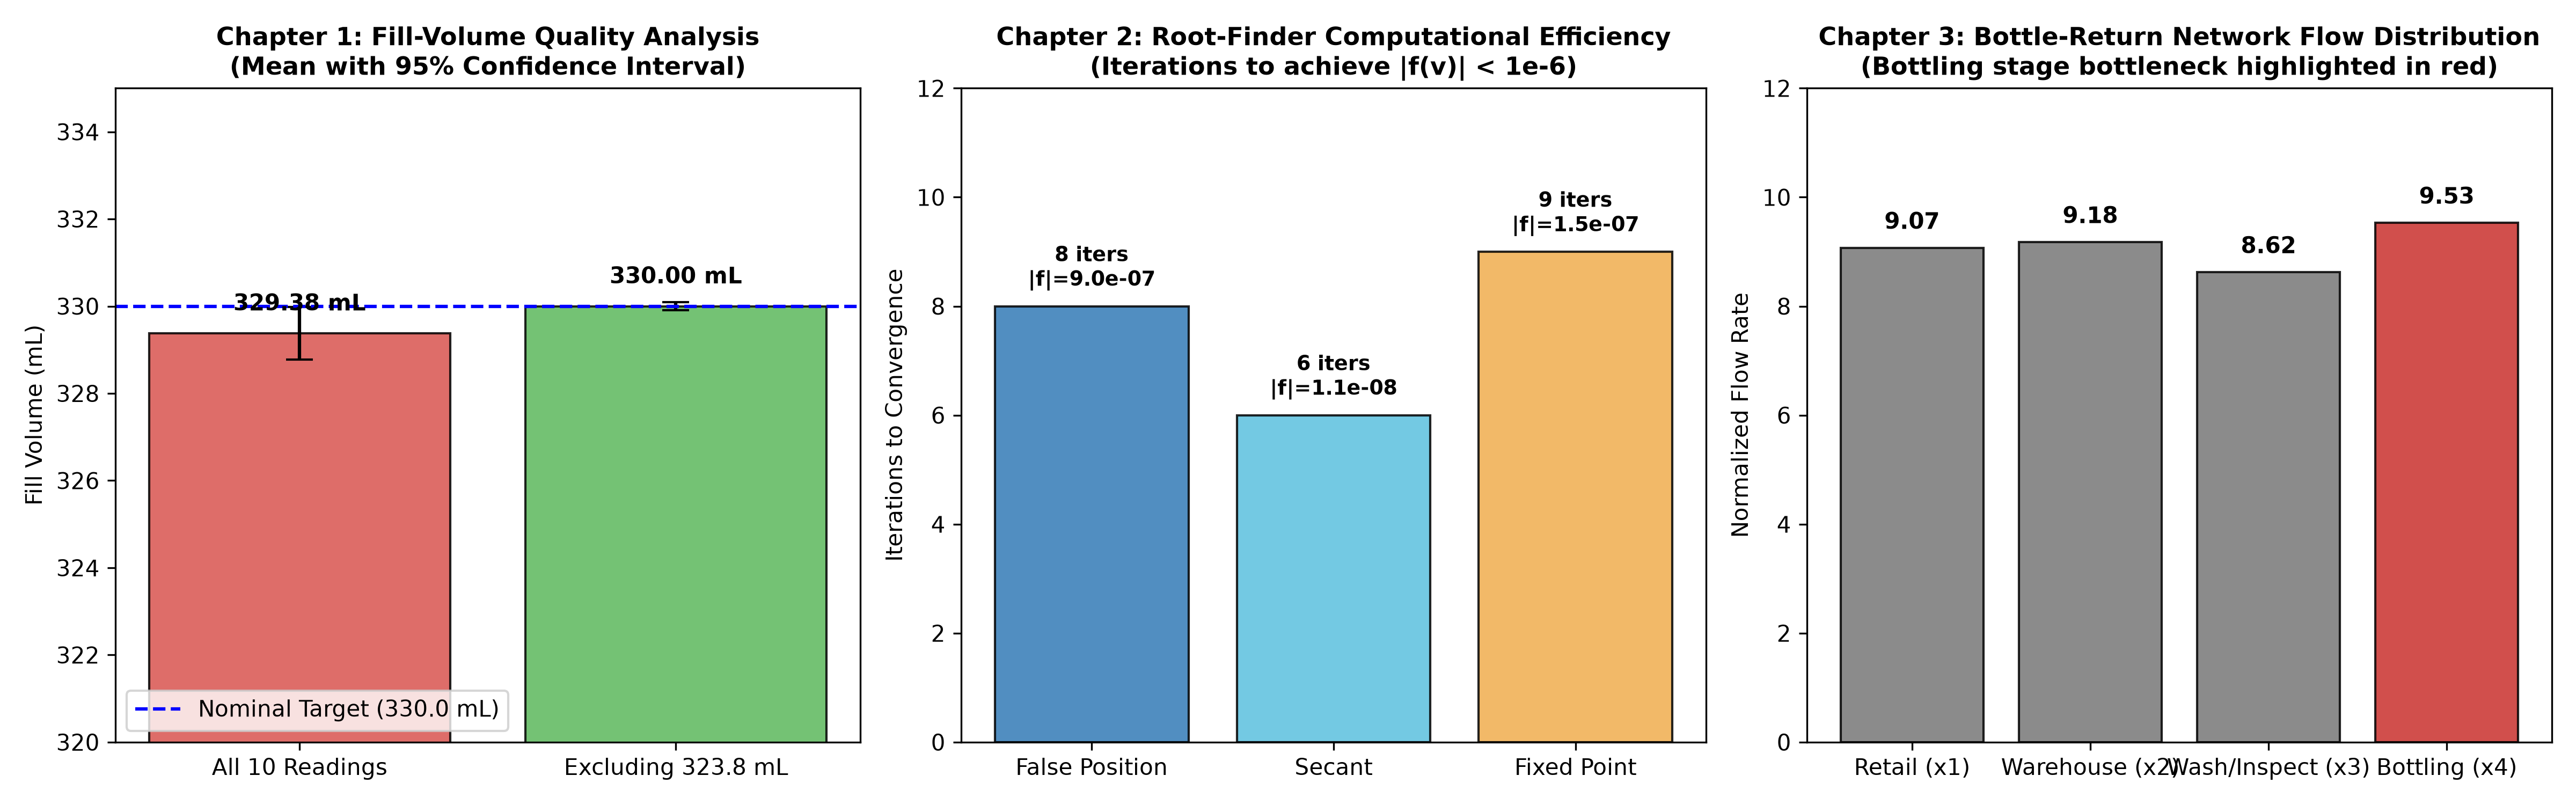 Chapter 1: Fill-Volume Quality Analysis
(Mean with 95% Confidence Interval)
Fill Volume (mL)
334
332
330
328
326
324
322
320
329.38 mL
330.00 mL
Nominal Target (330.0 mL)
All 10 Readings
Excluding 323.8 mL
Chapter 2: Root-Finder Computational Efficiency
(Iterations to achieve |f(v)| < 1e-6)
Iterations to Convergence
12
10
8
6
4
2
0
8 iters
|f|=9.0e-07
6 iters
|f|=1.1e-08
9 iters
|f|=1.5e-07
False Position
Secant
Fixed Point
Chapter 3: Bottle-Return Network Flow Distribution
(Bottling stage bottleneck highlighted in red)
Normalized Flow Rate
12
10
8
6
4
2
0
9.07
9.18
8.62
9.53
Retail (x1)
Warehouse (x2)
Wash/Inspect (x3)
Bottling (x4)